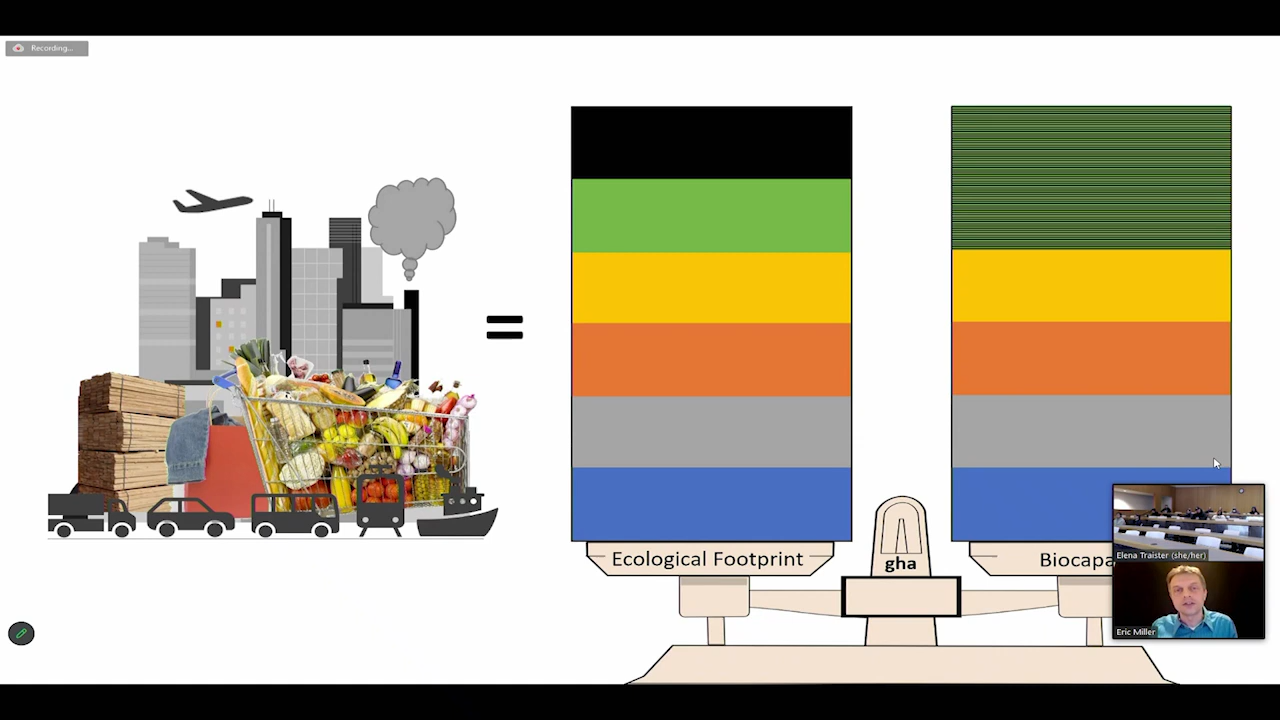 Recording...
Ecological Footprint
gha
Biocapa
Elena Traister (she/her)
Eric Miller